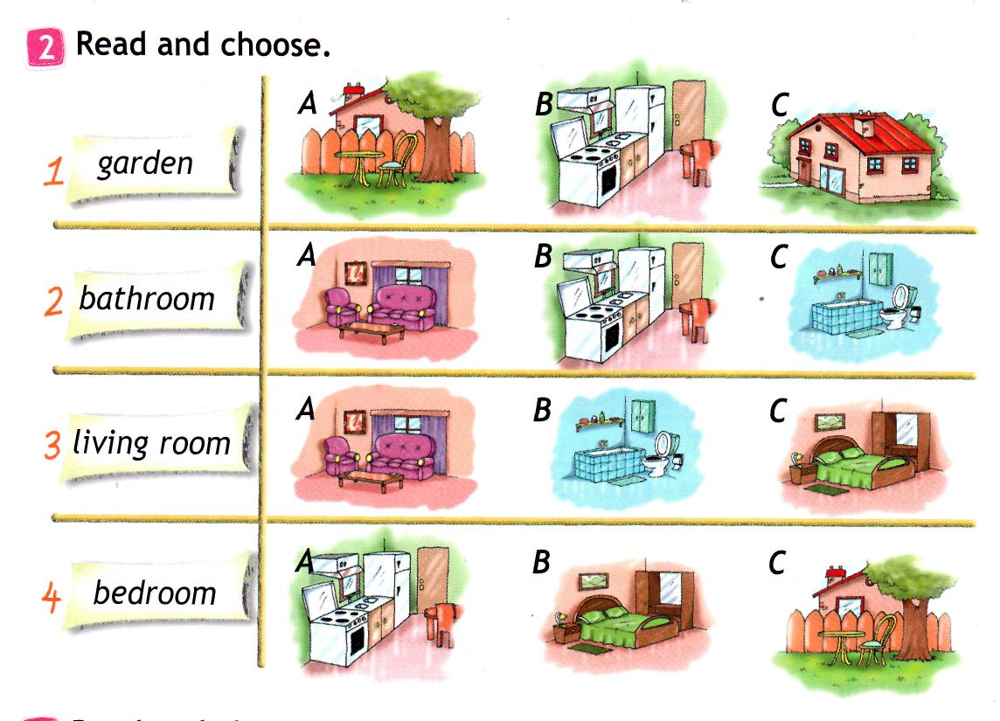 2 Read and choose.
A B C
1 garden
A B C
2 bathroom
A B C
3 living room
A B C
4 bedroom